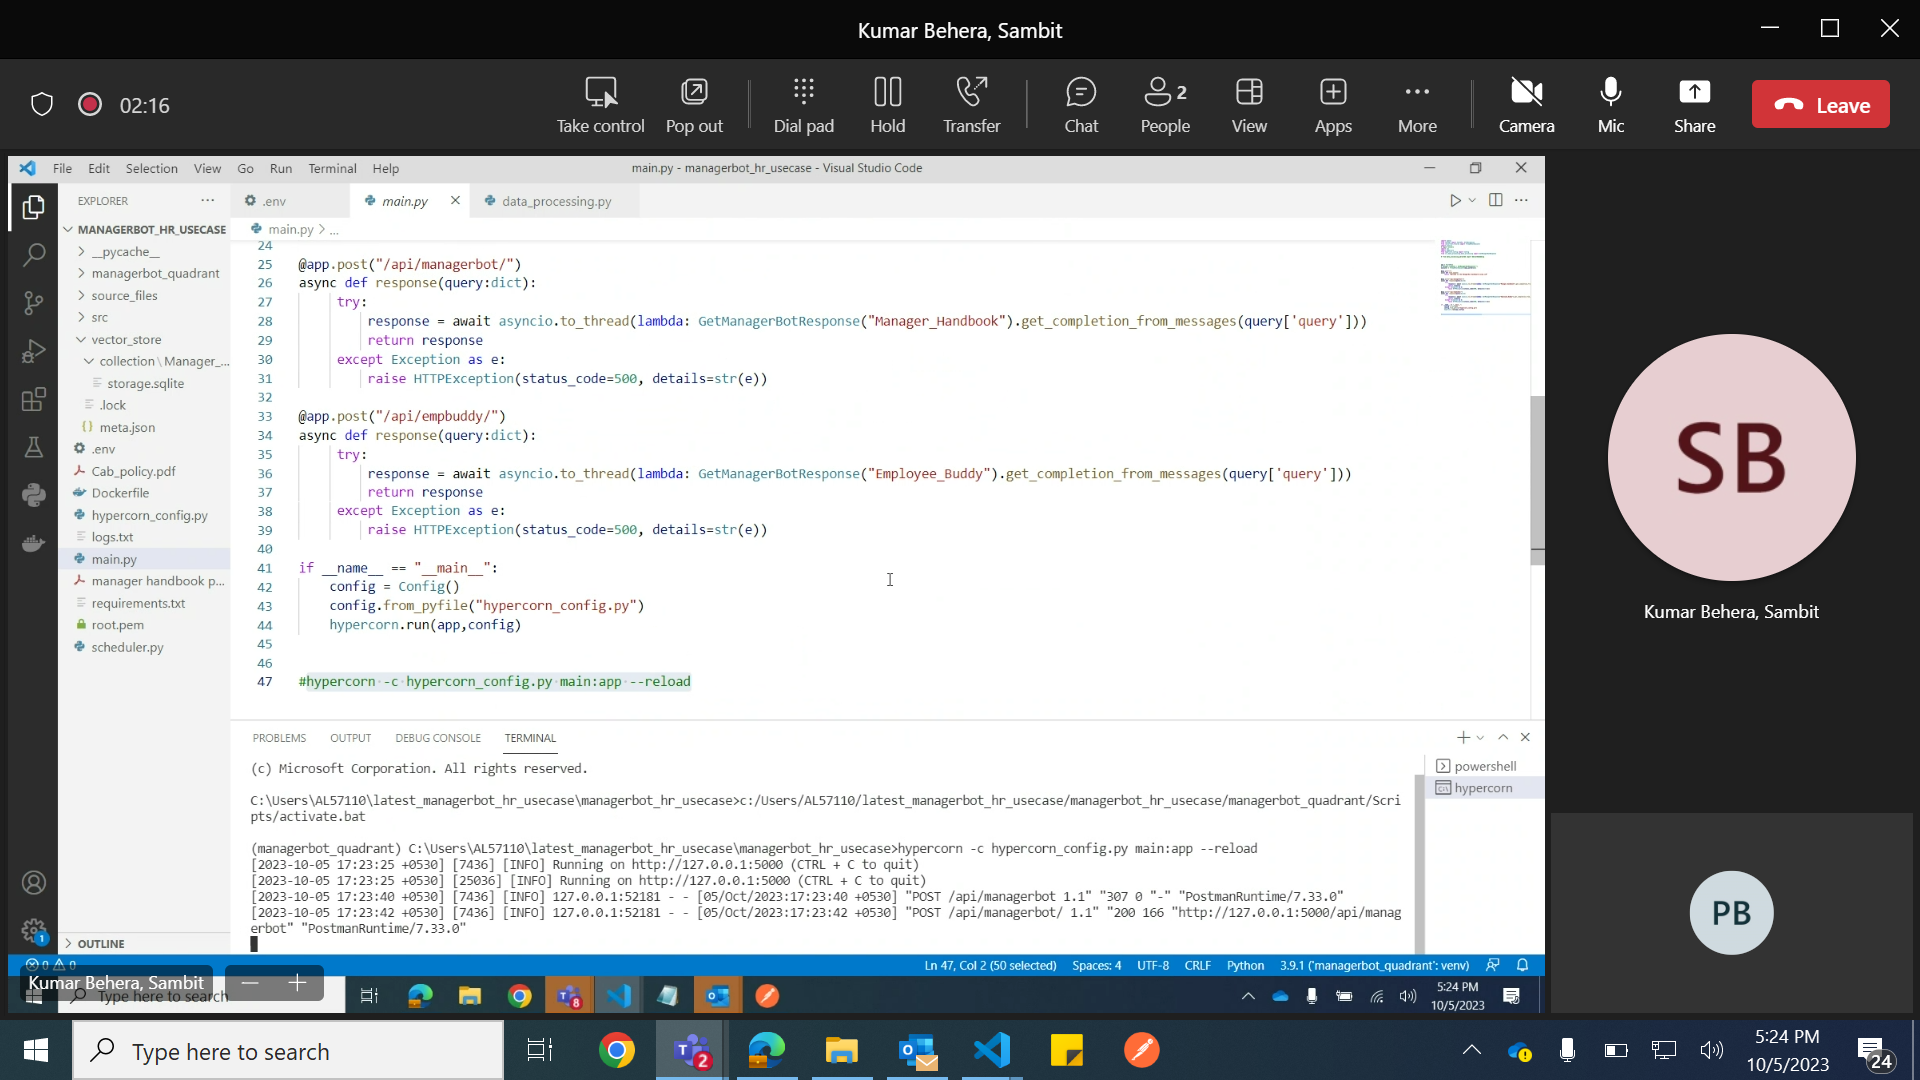 Kumar Behera, Sambit
02:16
Take control
Pop out
Dial pad
Hold
Transfer
Chat
2
People
View
Apps
More
Camera
Mic
Share
Leave
File Edit Selection View Go Run Terminal Help
main.py - managerbot_hr_usecase - Visual Studio Code
EXPLORER
.env
main.py
data_processing.py
main.py > ...
MANAGERBOT_HR_USECASE
__pycache__
managerbot_quadrant
source_files
src
vector_store
collection \ Manager_...
storage.sqlite
.lock
meta.json
.env
Cab_policy.pdf
Dockerfile
hypercorn_config.py
logs.txt
main.py
manager handbook p...
requirements.txt
root.pem
scheduler.py
OUTLINE
24
25 @app.post("/api/managerbot/")
26 async def response(query:dict):
27 try:
28 response = await asyncio.to_thread(lambda: GetManagerBotResponse("Manager_Handbook").get_completion_from_messages(query['query']))
29 return response
30 except Exception as e:
31 raise HTTPException(status_code=500, details=str(e))
32
33 @app.post("/api/empbuddy/")
34 async def response(query:dict):
35 try:
36 response = await asyncio.to_thread(lambda: GetManagerBotResponse("Employee_Buddy").get_completion_from_messages(query['query']))
37 return response
38 except Exception as e:
39 raise HTTPException(status_code=500, details=str(e))
40
41 if __name__ == "__main__":
42 config = Config()
43 config.from_pyfile("hypercorn_config.py")
44 hypercorn.run(app,config)
45
46
47 #hypercorn -c hypercorn_config.py main:app --reload
PROBLEMS OUTPUT DEBUG CONSOLE TERMINAL
powershell
hypercorn
(c) Microsoft Corporation. All rights reserved.
C:\Users\AL57110\latest_managerbot_hr_usecase\managerbot_hr_usecase>c:/Users/AL57110/latest_managerbot_hr_usecase/managerbot_hr_usecase/managerbot_quadrant/Scri
pts/activate.bat
(managerbot_quadrant) C:\Users\AL57110\latest_managerbot_hr_usecase\managerbot_hr_usecase>hypercorn -c hypercorn_config.py main:app --reload
[2023-10-05 17:23:25 +0530] [7436] [INFO] Running on http://127.0.0.1:5000 (CTRL + C to quit)
[2023-10-05 17:23:25 +0530] [25036] [INFO] Running on http://127.0.0.1:5000 (CTRL + C to quit)
[2023-10-05 17:23:40 +0530] [7436] [INFO] 127.0.0.1:52181 - - [05/Oct/2023:17:23:40 +0530] "POST /api/managerbot 1.1" 307 0 "-" "PostmanRuntime/7.33.0"
[2023-10-05 17:23:42 +0530] [7436] [INFO] 127.0.0.1:52181 - - [05/Oct/2023:17:23:42 +0530] "POST /api/managerbot/ 1.1" 200 166 "http://127.0.0.1:5000/api/manag
erbot" "PostmanRuntime/7.33.0"
0 0
Ln 47, Col 2 (50 selected) Spaces: 4 UTF-8 CRLF Python 3.9.1 ('managerbot_quadrant': venv)
Kumar Behera, Sambit
Type here to search
5:24 PM
10/5/2023
SB
Kumar Behera, Sambit
PB
Type here to search
2
5:24 PM
10/5/2023
24